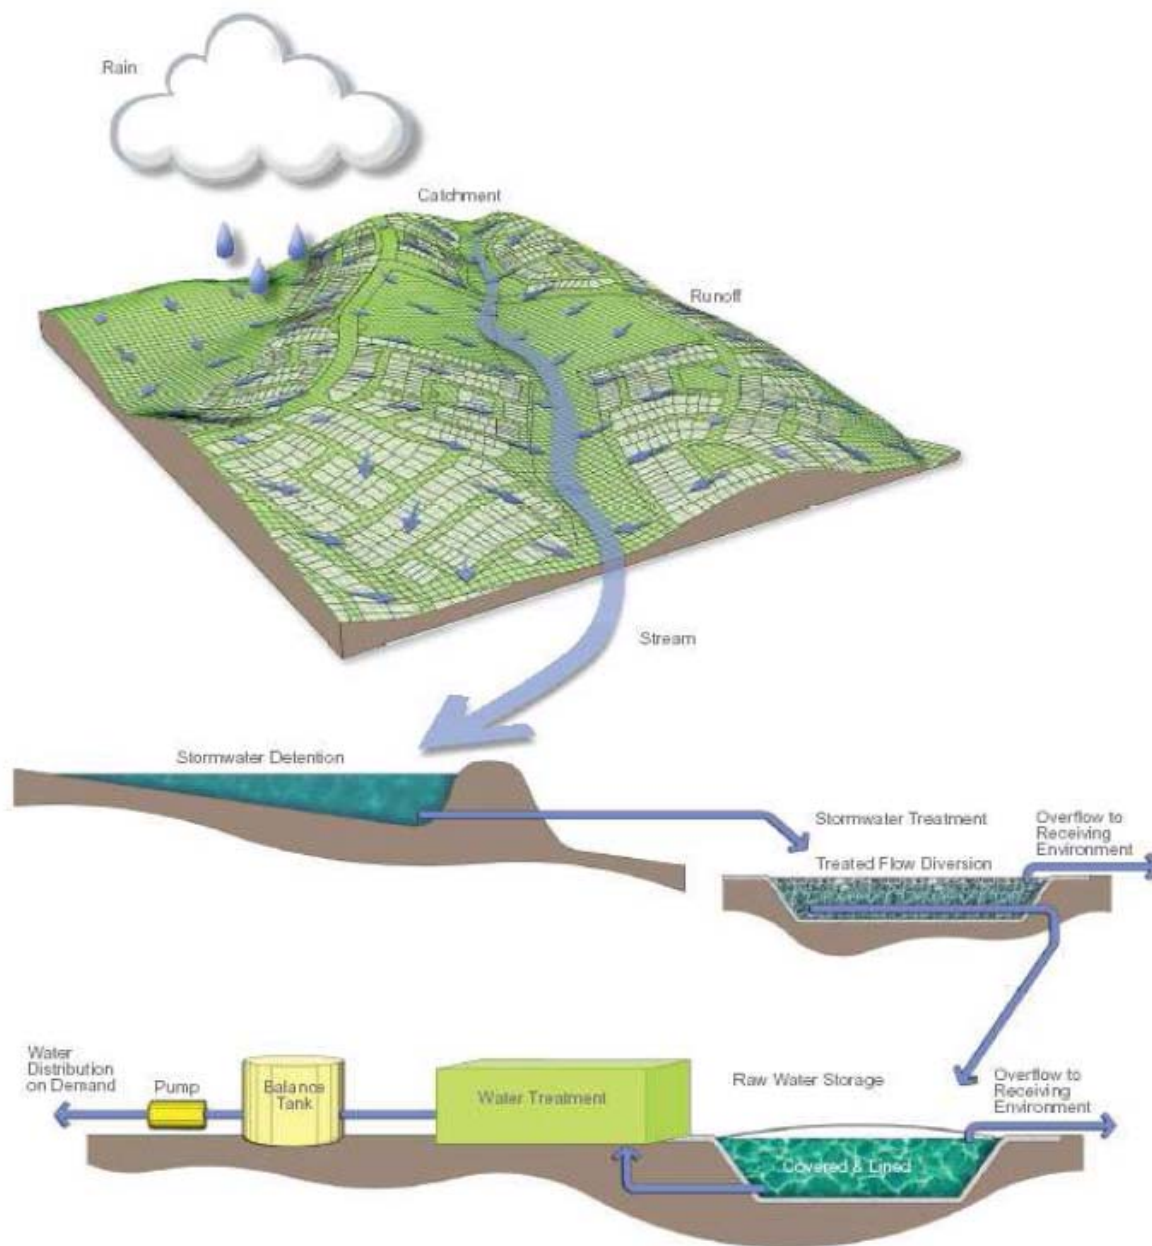 Rain
Catchment
Runoff
Stream
Stormwater Detention
Stormwater Treatment
Overflow to
Receiving
Environment
Treated Flow Diversion
Water
Distribution
on Demand
Pump
Balance
Tank
Water Treatment
Raw Water Storage
Overflow to
Receiving
Environment
Covered & Lined